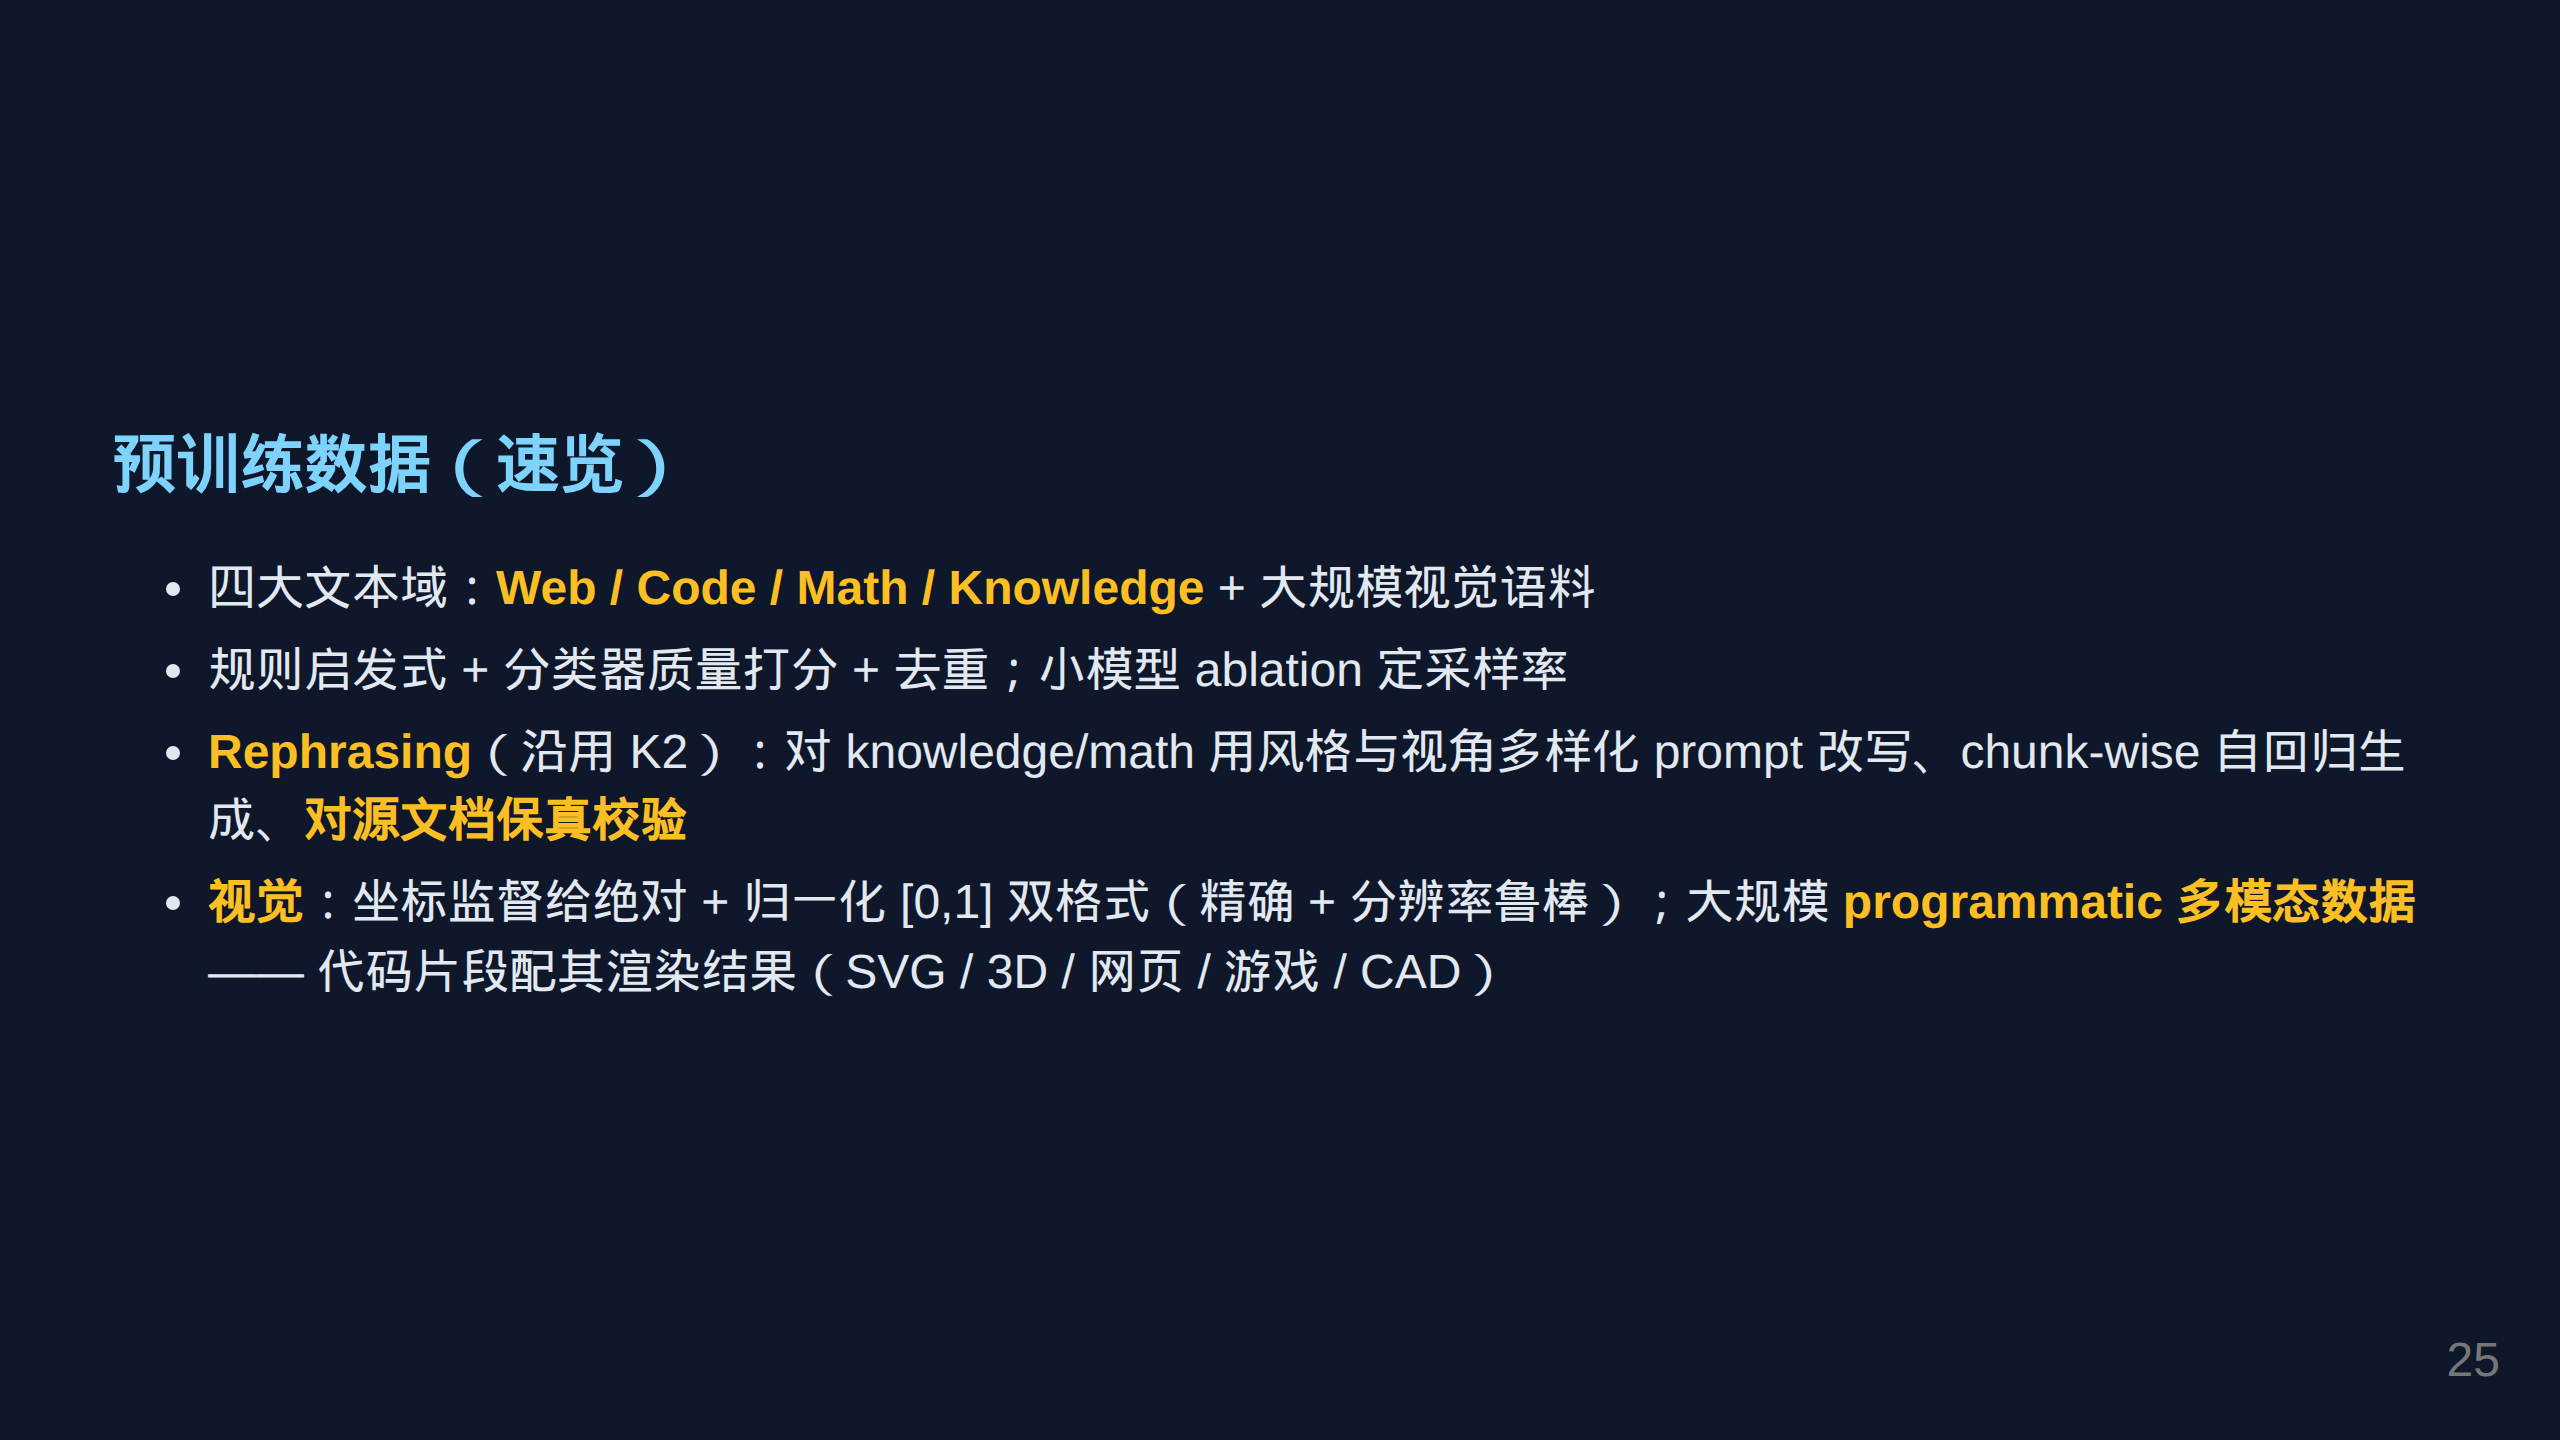 预训练数据（速览）
• 四大文本域：Web / Code / Math / Knowledge + 大规模视觉语料
• 规则启发式 + 分类器质量打分 + 去重；小模型 ablation 定采样率
• Rephrasing（沿用 K2）：对 knowledge/math 用风格与视角多样化 prompt 改写、chunk-wise 自回归生
成、对源文档保真校验
• 视觉：坐标监督给绝对 + 归一化 [0,1] 双格式（精确 + 分辨率鲁棒）；大规模 programmatic 多模态数据
—— 代码片段配其渲染结果（SVG / 3D / 网页 / 游戏 / CAD）
25